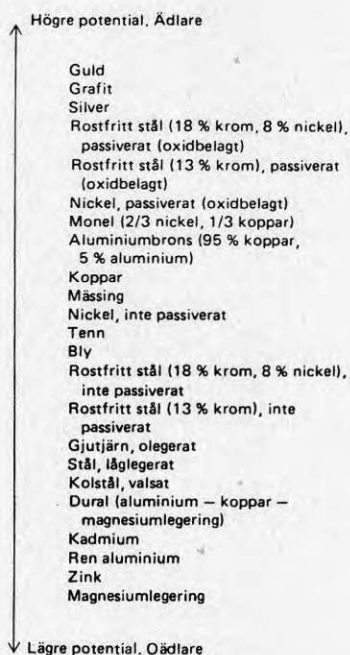 Högre potential, Ädlare
Guld
Grafit
Silver
Rostfritt stål (18 % krom, 8 % nickel),
passiverat (oxidbelagt)
Rostfritt stål (13 % krom), passiverat
(oxidbelagt)
Nickel, passiverat (oxidbelagt)
Monel (2/3 nickel, 1/3 koppar)
Aluminiumbrons (95 % koppar,
5 % aluminium)
Koppar
Mässing
Nickel, inte passiverat
Tenn
Bly
Rostfritt stål (18 % krom, 8 % nickel),
inte passiverat
Rostfritt stål (13 % krom), inte
passiverat
Gjutjärn, olegerat
Stål, låglegerat
Kolstål, valsat
Dural (aluminium – koppar –
magnesiumlegering)
Kadmium
Ren aluminium
Zink
Magnesiumlegering
Lägre potential, Oädlare